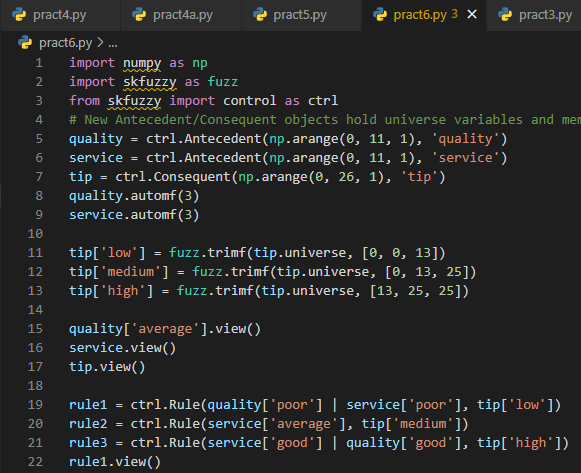 pract4.py pract4a.py pract5.py pract6.py 3 pract3.py
pract6.py > ...
1 import numpy as np
2 import skfuzzy as fuzz
3 from skfuzzy import control as ctrl
4 # New Antecedent/Consequent objects hold universe variables and mem
5 quality = ctrl.Antecedent(np.arange(0, 11, 1), 'quality')
6 service = ctrl.Antecedent(np.arange(0, 11, 1), 'service')
7 tip = ctrl.Consequent(np.arange(0, 26, 1), 'tip')
8 quality.automf(3)
9 service.automf(3)
10
11 tip['low'] = fuzz.trimf(tip.universe, [0, 0, 13])
12 tip['medium'] = fuzz.trimf(tip.universe, [0, 13, 25])
13 tip['high'] = fuzz.trimf(tip.universe, [13, 25, 25])
14
15 quality['average'].view()
16 service.view()
17 tip.view()
18
19 rule1 = ctrl.Rule(quality['poor'] | service['poor'], tip['low'])
20 rule2 = ctrl.Rule(service['average'], tip['medium'])
21 rule3 = ctrl.Rule(service['good'] | quality['good'], tip['high'])
22 rule1.view()